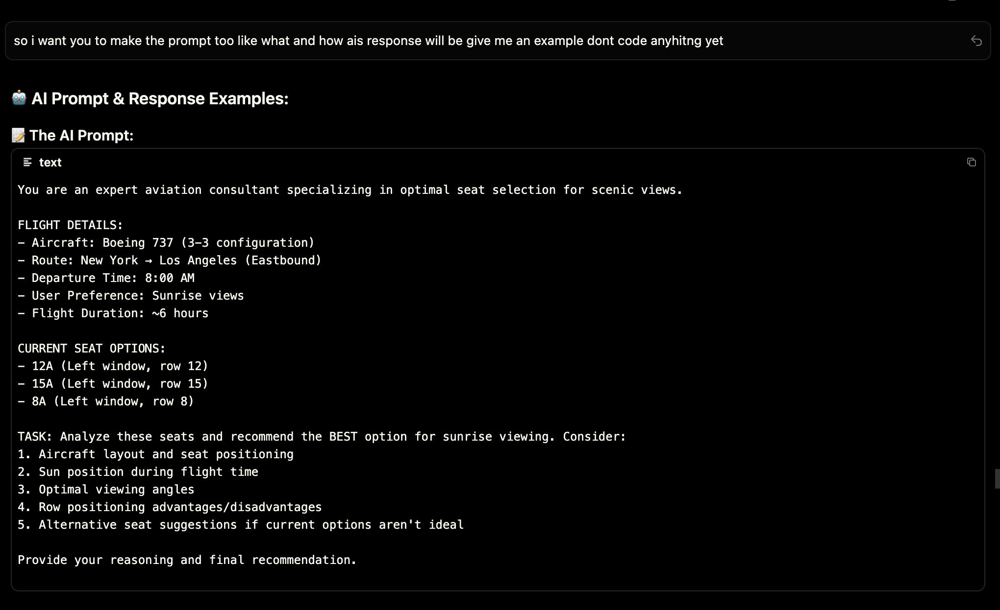 so i want you to make the prompt too like what and how ais response will be give me an example dont code anyhitng yet
🤖 AI Prompt & Response Examples:
📝 The AI Prompt:
text
You are an expert aviation consultant specializing in optimal seat selection for scenic views.
FLIGHT DETAILS:
- Aircraft: Boeing 737 (3-3 configuration)
- Route: New York → Los Angeles (Eastbound)
- Departure Time: 8:00 AM
- User Preference: Sunrise views
- Flight Duration: ~6 hours
CURRENT SEAT OPTIONS:
- 12A (Left window, row 12)
- 15A (Left window, row 15)
- 8A (Left window, row 8)
TASK: Analyze these seats and recommend the BEST option for sunrise viewing. Consider:
1. Aircraft layout and seat positioning
2. Sun position during flight time
3. Optimal viewing angles
4. Row positioning advantages/disadvantages
5. Alternative seat suggestions if current options aren't ideal
Provide your reasoning and final recommendation.